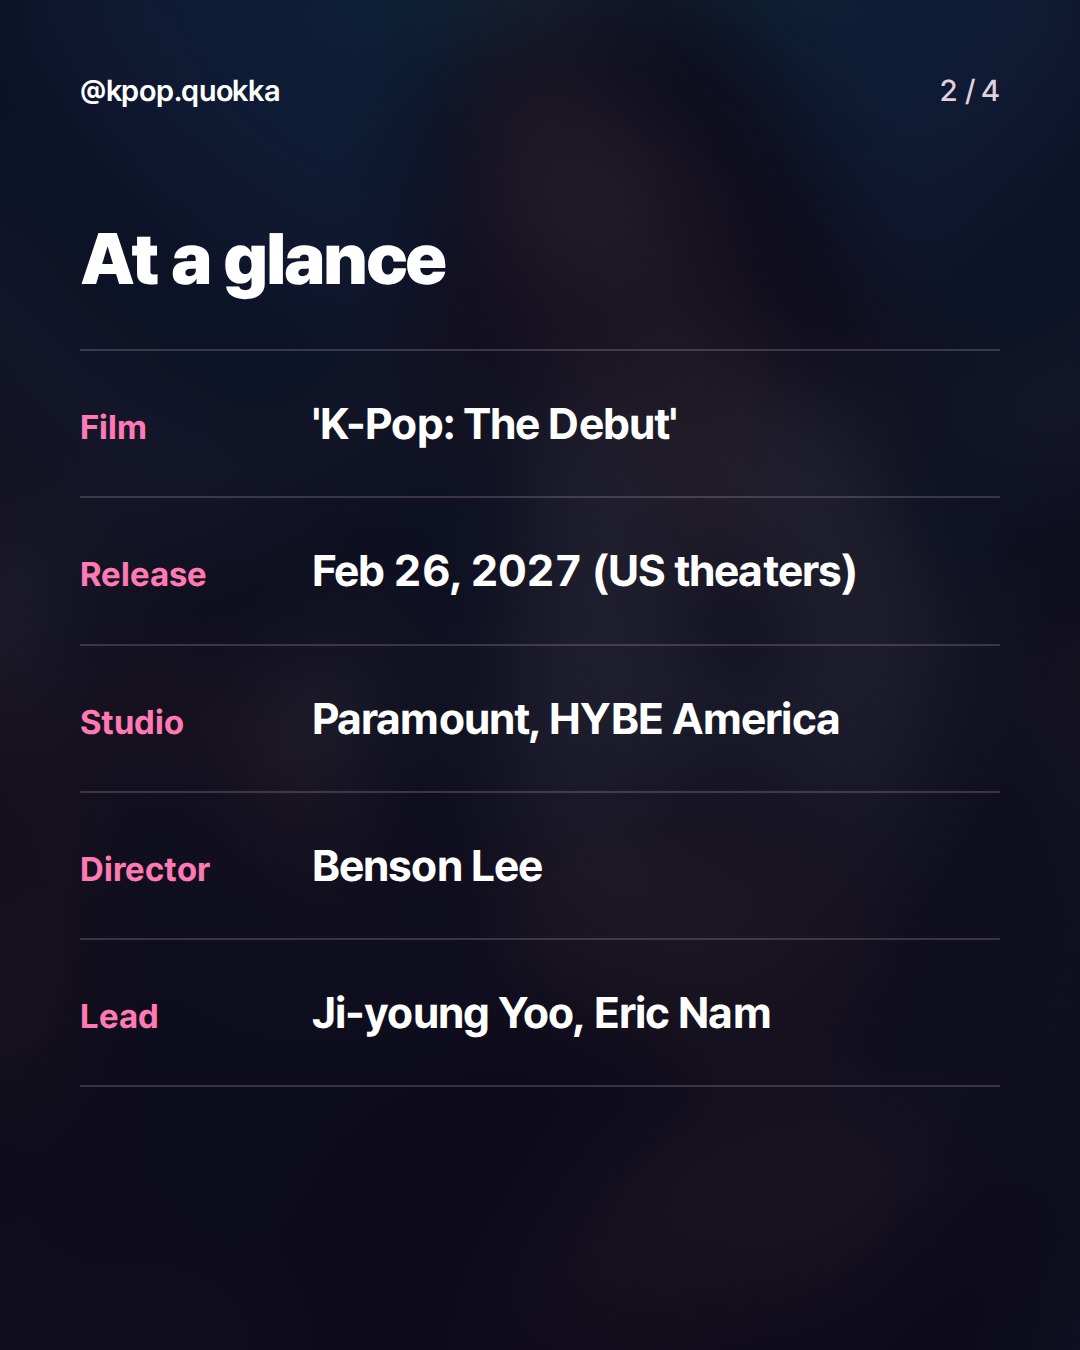 @kpop.quokka
2 / 4
At a glance
Film
'K-Pop: The Debut'
Release
Feb 26, 2027 (US theaters)
Studio
Paramount, HYBE America
Director
Benson Lee
Lead
Ji-young Yoo, Eric Nam